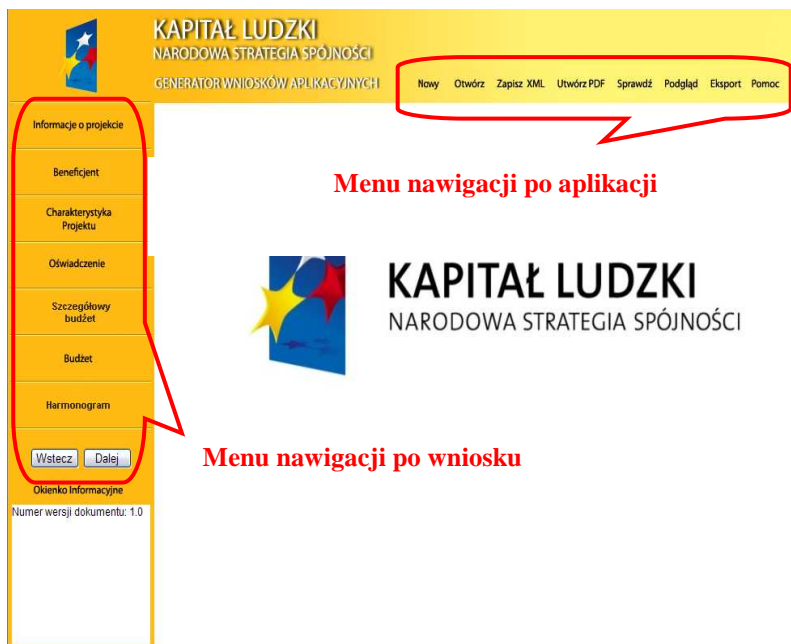 KAPITAŁ LUDZKI
NARODOWA STRATEGIA SPÓJNOŚCI
GENERATOR WNIOSKÓW APLIKACYJNYCH
Nowy Otwórz Zapisz XML Utwórz PDF Sprawdź Podgląd Eksport Pomoc
Informacje o projekcie
Beneficjent
Charakterystyka
Projektu
Oświadczenie
Szczegółowy
budżet
Budżet
Harmonogram
Wstecz Dalej
Okienko Informacyjne
Numer wersji dokumentu: 1.0
Menu nawigacji po aplikacji
KAPITAŁ LUDZKI
NARODOWA STRATEGIA SPÓJNOŚCI
Menu nawigacji po wniosku